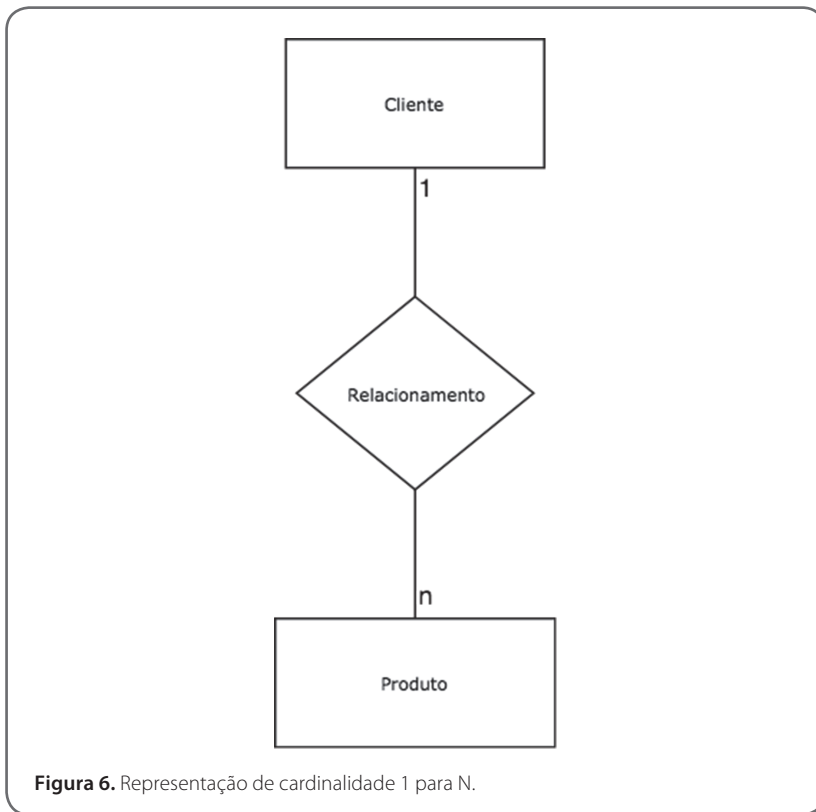 Cliente
1
Relacionamento
n
Produto
Figura 6. Representação de cardinalidade 1 para N.